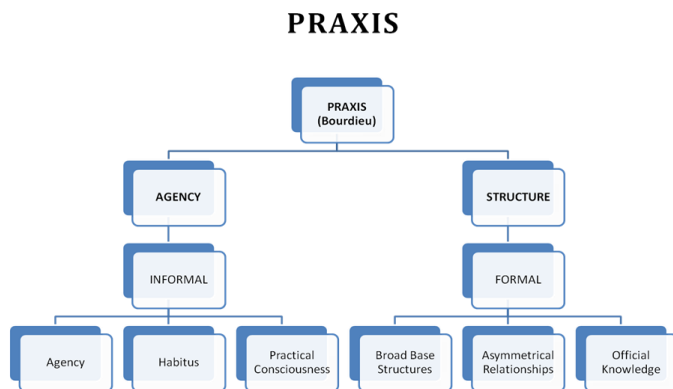 PRAXIS
PRAXIS
(Bourdieu)
AGENCY
STRUCTURE
INFORMAL
FORMAL
Agency
Habitus
Practical
Consciousness
Broad Base
Structures
Asymmetrical
Relationships
Official
Knowledge